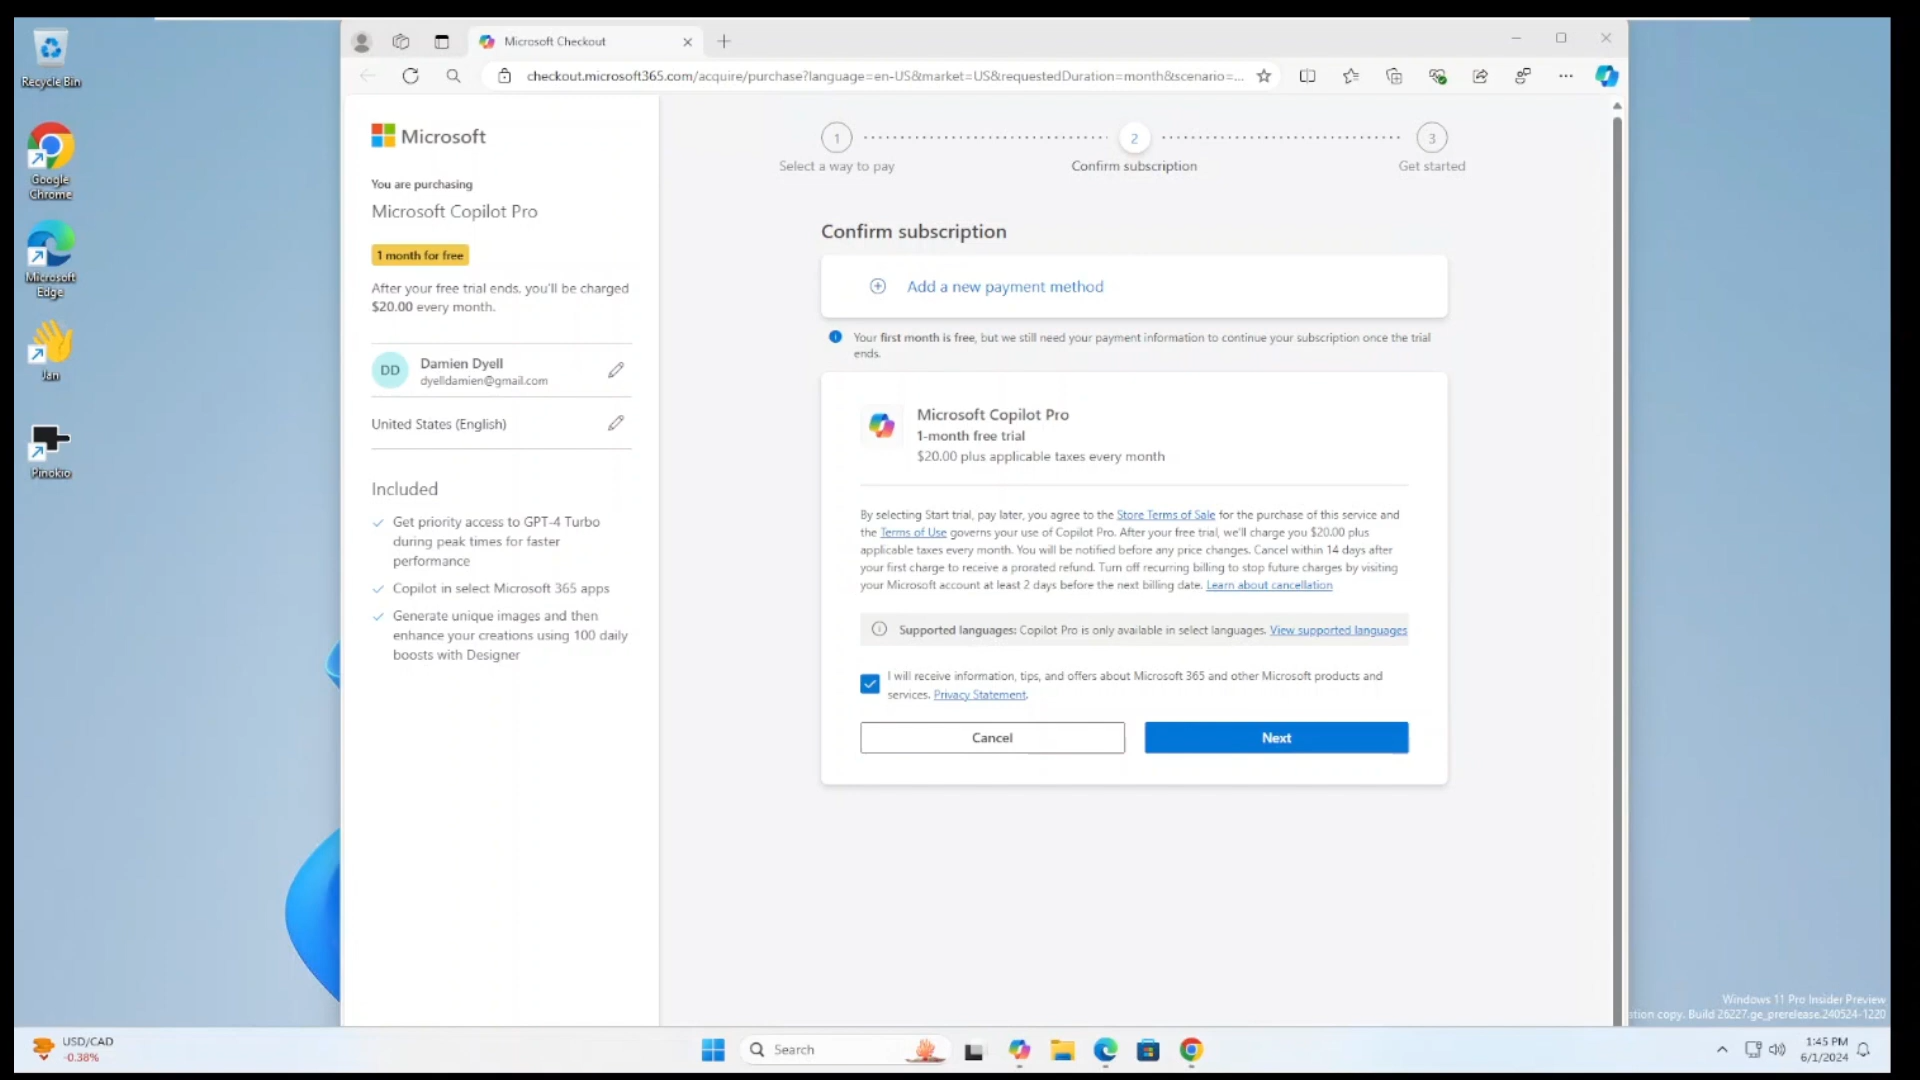 Recycle Bin
Google
Chrome
Microsoft
Edge
Jan
Pinokio
Microsoft Checkout
checkout.microsoft365.com/acquire/purchase?language=en-US&market=US&requestedDuration=month&scenario=...
Microsoft
You are purchasing
Microsoft Copilot Pro
1 month for free
After your free trial ends, you'll be charged
$20.00 every month.
DD
Damien Dyell
dyelldamien@gmail.com
United States (English)
Included
Get priority access to GPT-4 Turbo
during peak times for faster
performance
Copilot in select Microsoft 365 apps
Generate unique images and then
enhance your creations using 100 daily
boosts with Designer
1
2
3
Select a way to pay
Confirm subscription
Get started
Confirm subscription
Add a new payment method
Your first month is free, but we still need your payment information to continue your subscription once the trial
ends.
Microsoft Copilot Pro
1-month free trial
$20.00 plus applicable taxes every month
By selecting Start trial, pay later, you agree to the Store Terms of Sale for the purchase of this service and
the Terms of Use governs your use of Copilot Pro. After your free trial, we'll charge you $20.00 plus
applicable taxes every month. You will be notified before any price changes. Cancel within 14 days after
your first charge to receive a prorated refund. Turn off recurring billing to stop future charges by visiting
your Microsoft account at least 2 days before the next billing date. Learn about cancellation
Supported languages: Copilot Pro is only available in select languages. View supported languages
I will receive information, tips, and offers about Microsoft 365 and other Microsoft products and
services. Privacy Statement.
Cancel
Next
Windows 11 Pro Insider Preview
ation copy. Build 26227.ge_prerelease.240524-1220
USD/CAD
-0.38%
Search
1:45 PM
6/1/2024